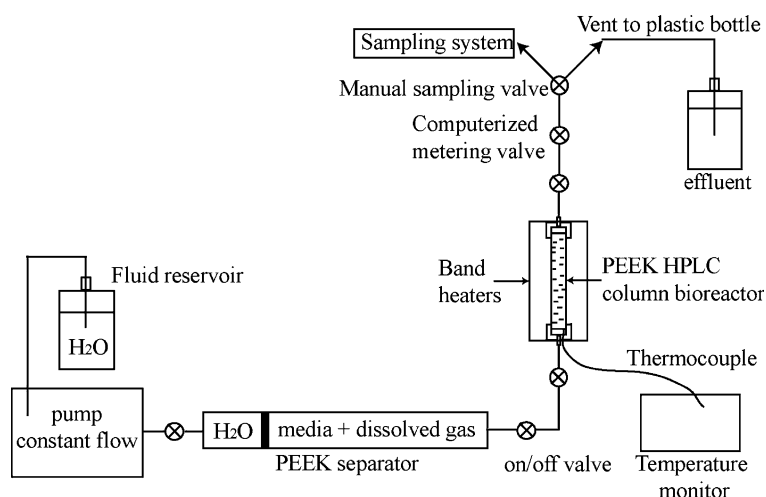 Sampling system
Vent to plastic bottle
Manual sampling valve
Computerized
metering valve
effluent
Fluid reservoir
H2O
Band
heaters
PEEK HPLC
column bioreactor
Thermocouple
pump
constant flow
H2O
media + dissolved gas
PEEK separator
on/off valve
Temperature
monitor